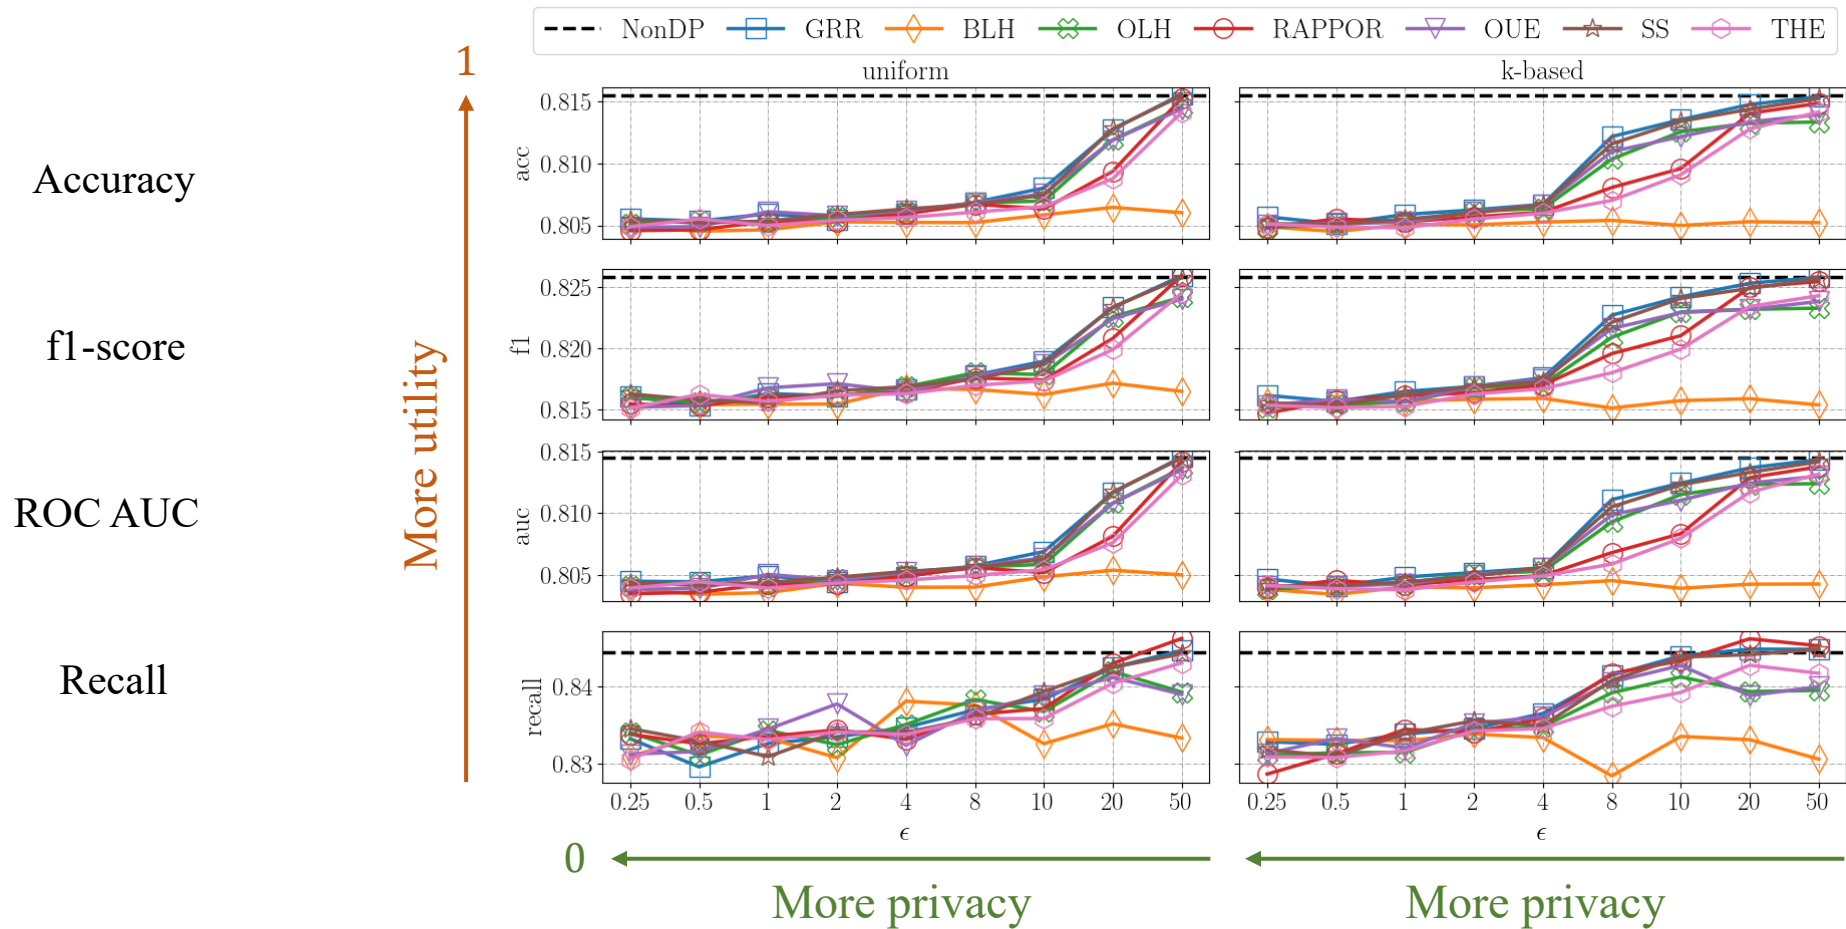 NonDP GRR BLH OLH RAPPOR OUE SS THE
1
uniform k-based
Accuracy
acc
0.815
0.810
0.805
f1-score
f1
0.825
0.820
0.815
More utility
ROC AUC
auc
0.815
0.810
0.805
Recall
recall
0.84
0.83
0.25 0.5 1 2 4 8 10 20 50
0.25 0.5 1 2 4 8 10 20 50
ϵ ϵ
0
More privacy More privacy